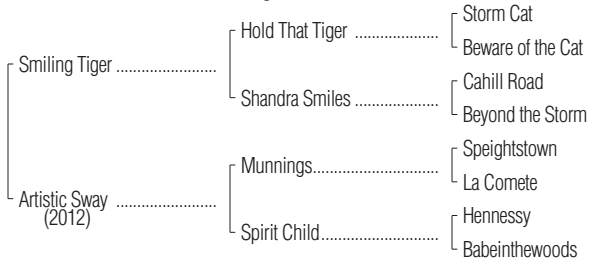 Storm Cat
Hold That Tiger ....................
Beware of the Cat
Smiling Tiger ........................
Cahill Road
Shandra Smiles ....................
Beyond the Storm
Speightstown
Munnings..............................
La Comete
Artistic Sway ........................
(2012)
Hennessy
Spirit Child............................
Babeinthewoods